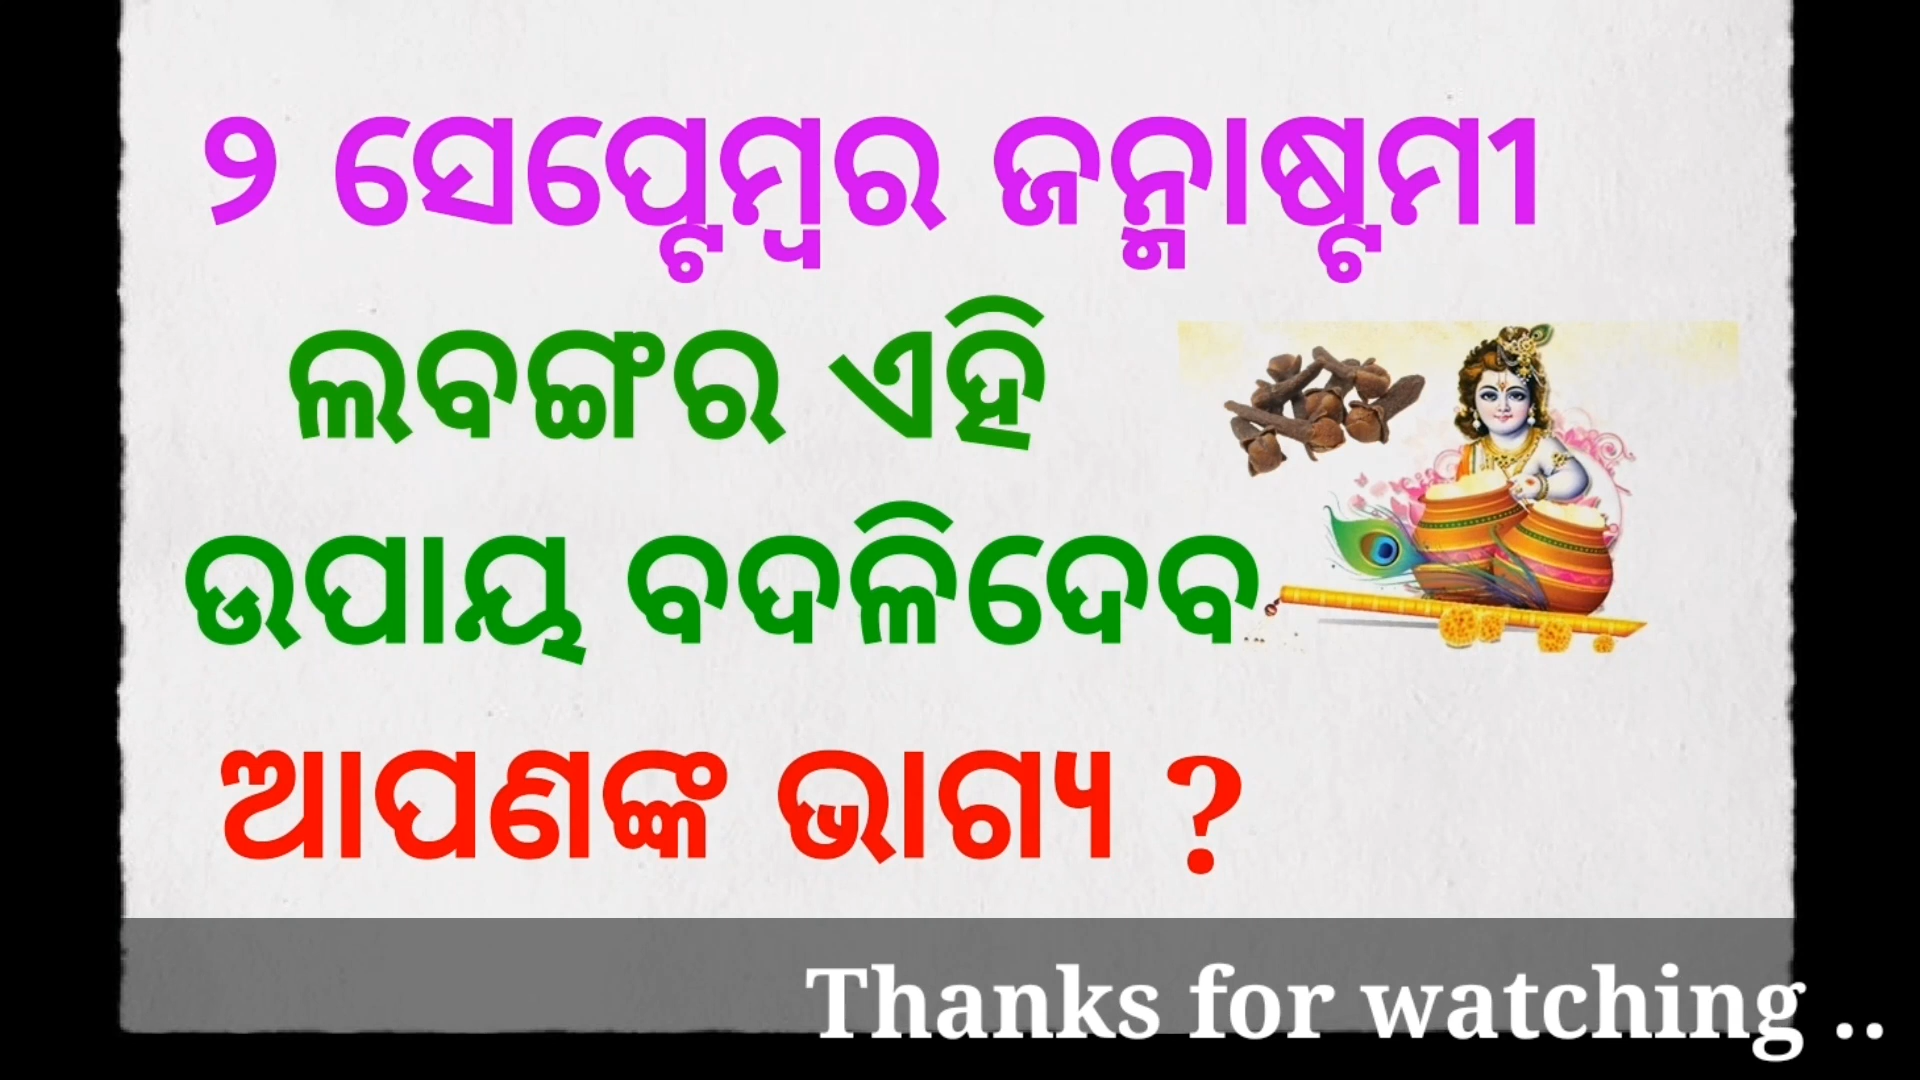 ୨ ସେପ୍ଟେମ୍ବର ଜନ୍ମାଷ୍ଟମୀ
ଲବଙ୍ଗର ଏହି
ଉପାୟ ବଦଳିଦେବ
ଆପଣଙ୍କ ଭାଗ୍ୟ ?
Thanks for watching ..